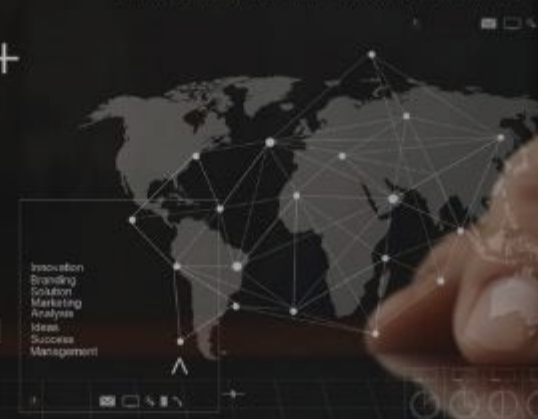 Innovation
Branding
Solution
Marketing
Analysis
Ideas
Success
Management